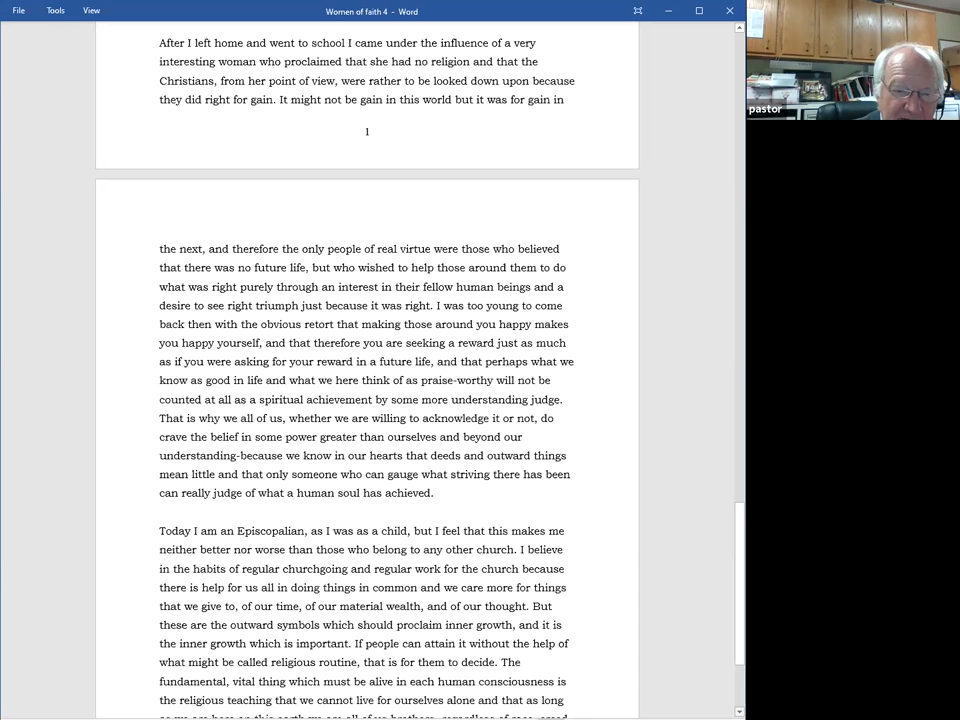 File
Tools
View
Women of faith 4 - Word
After I left home and went to school I came under the influence of a very
interesting woman who proclaimed that she had no religion and that the
Christians, from her point of view, were rather to be looked down upon because
they did right for gain. It might not be gain in this world but it was for gain in
1
the next, and therefore the only people of real virtue were those who believed
that there was no future life, but who wished to help those around them to do
what was right purely through an interest in their fellow human beings and a
desire to see right triumph just because it was right. I was too young to come
back then with the obvious retort that making those around you happy makes
you happy yourself, and that therefore you are seeking a reward just as much
as if you were asking for your reward in a future life, and that perhaps what we
know as good in life and what we here think of as praise-worthy will not be
counted at all as a spiritual achievement by some more understanding judge.
That is why we all of us, whether we are willing to acknowledge it or not, do
crave the belief in some power greater than ourselves and beyond our
understanding-because we know in our hearts that deeds and outward things
mean little and that only someone who can gauge what striving there has been
can really judge of what a human soul has achieved.
Today I am an Episcopalian, as I was as a child, but I feel that this makes me
neither better nor worse than those who belong to any other church. I believe
in the habits of regular churchgoing and regular work for the church because
there is help for us all in doing things in common and we care more for things
that we give to, of our time, of our material wealth, and of our thought. But
these are the outward symbols which should proclaim inner growth, and it is
the inner growth which is important. If people can attain it without the help of
what might be called religious routine, that is for them to decide. The
fundamental, vital thing which must be alive in each human consciousness is
the religious teaching that we cannot live for ourselves alone and that as long
as we are here on this earth we are all of us brothers, regardless of race, creed
pastor